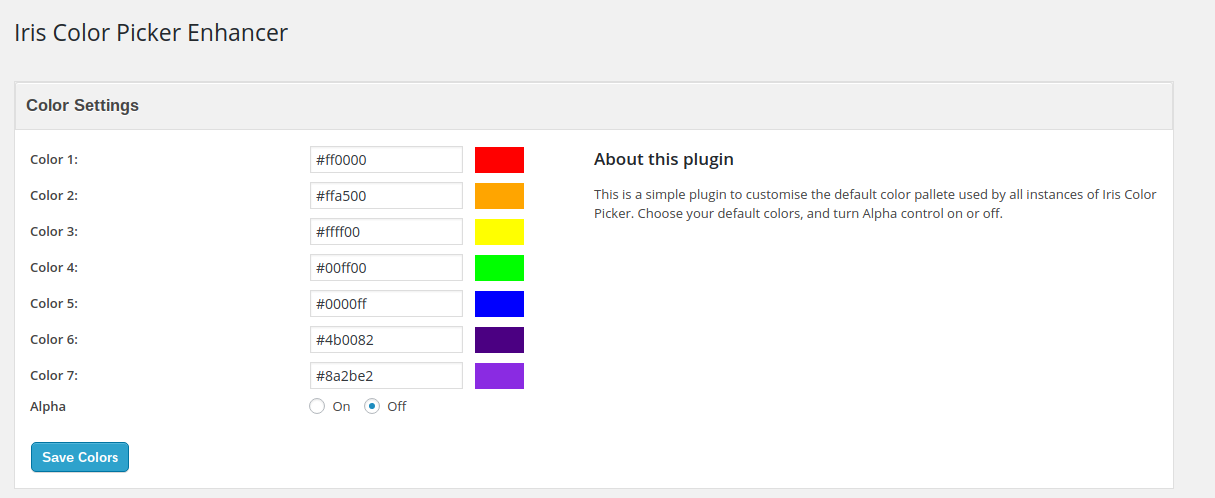 Iris Color Picker Enhancer
Color Settings
Color 1: #ff0000
Color 2: #ffa500
Color 3: #ffff00
Color 4: #00ff00
Color 5: #0000ff
Color 6: #4b0082
Color 7: #8a2be2
Alpha On Off
Save Colors
About this plugin
This is a simple plugin to customise the default color pallete used by all instances of Iris Color
Picker. Choose your default colors, and turn Alpha control on or off.